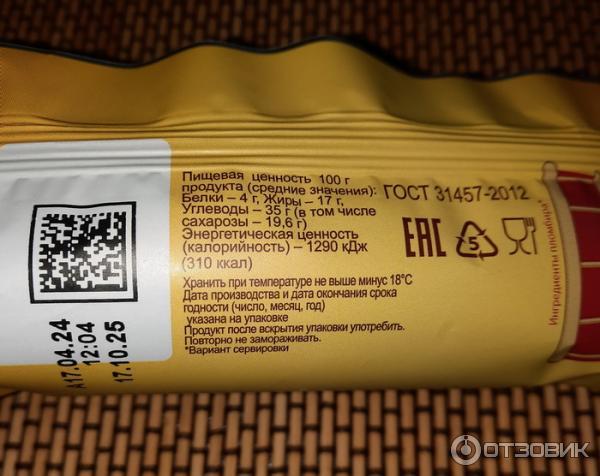 Пищевая ценность 100 г
продукта (средние значения):
Белки – 4 г, Жиры – 17 г,
Углеводы – 35 г (в том числе
сахарозы – 19,6 г)
Энергетическая ценность
(калорийность) – 1290 кДж
(310 ккал)
Хранить при температуре не выше минус 18°С
Дата производства и дата окончания срока
годности (число, месяц, год)
указана на упаковке
Продукт после вскрытия упаковки употребить.
Повторно не замораживать.
*Вариант сервировки
ГОСТ 31457-2012
ЕАС
5
Ингредиенты пломбира*
А17.04.24
12:04
17.10.25
ОТЗОВИК